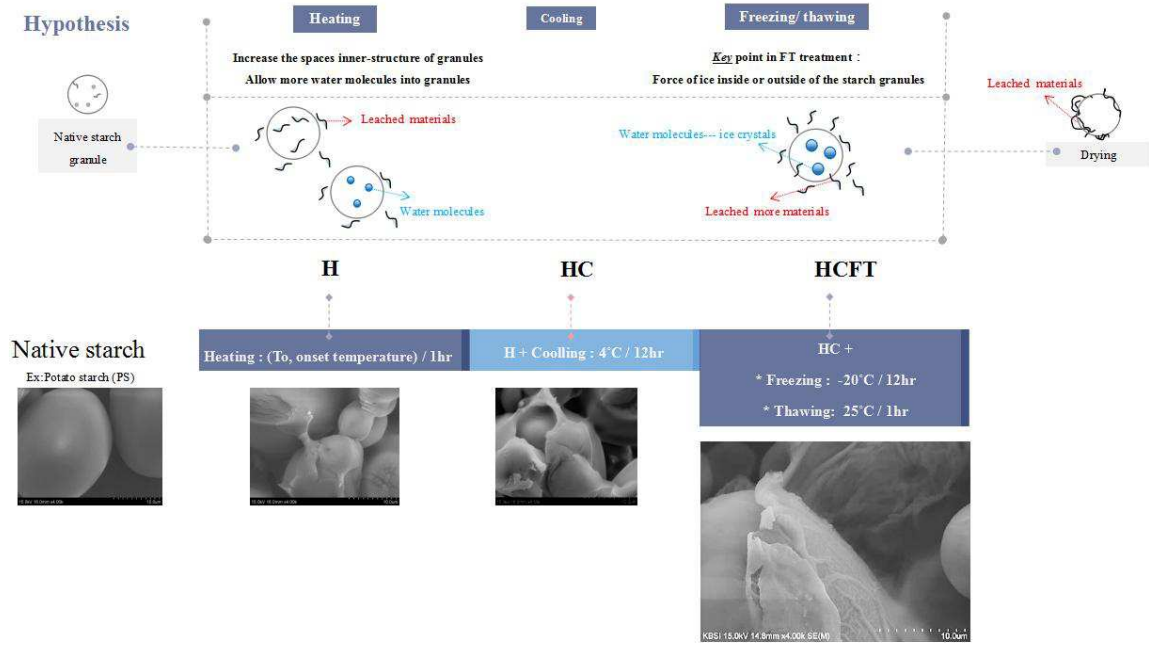 Hypothesis
Heating
Cooling
Freezing/ thawing
Increase the spaces inner-structure of granules
Allow more water molecules into granules
Key point in FT treatment :
Force of ice inside or outside of the starch granules
Native starch
granule
Leached materials
Water molecules
Water molecules--- ice crystals
Leached more materials
Leached materials
Drying
H
HC
HCFT
Native starch
Ex:Potato starch (PS)
Heating : (To, onset temperature) / 1hr
H + Coolling : 4˚C / 12hr
HC +
* Freezing : -20˚C / 12hr
* Thawing: 25˚C / 1hr
KBSI 15.0kV 14.8mm x4.00k SE(M)
10.0um